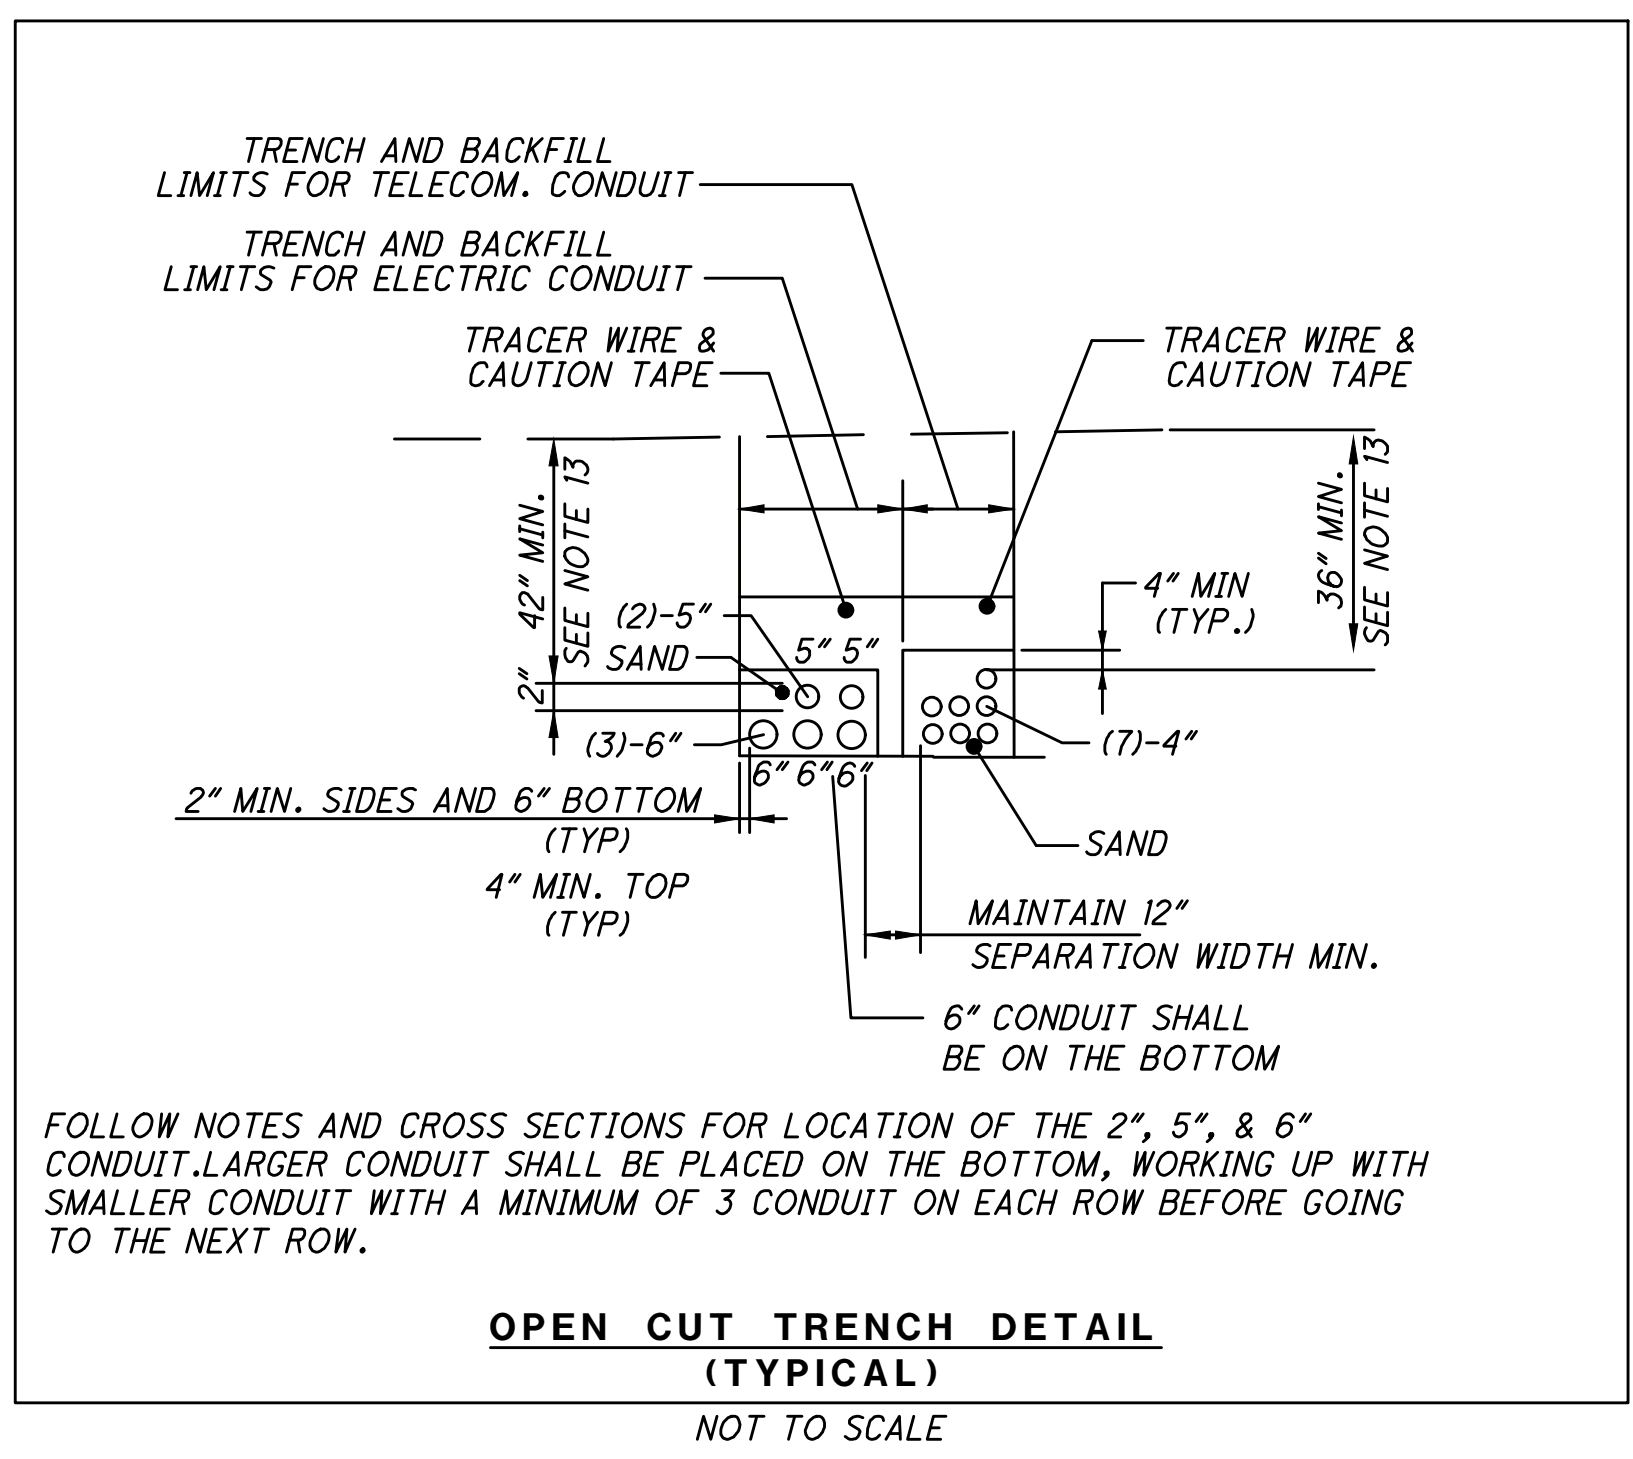 TRENCH AND BACKFILL
LIMITS FOR TELECOM. CONDUIT
TRENCH AND BACKFILL
LIMITS FOR ELECTRIC CONDUIT
TRACER WIRE &
CAUTION TAPE
TRACER WIRE &
CAUTION TAPE
42" MIN.
SEE NOTE 13
2"
36" MIN.
SEE NOTE 13
4" MIN
(TYP.)
(2)-5"
SAND
5" 5"
(3)-6"
(7)-4"
6" 6" 6"
2" MIN. SIDES AND 6" BOTTOM
(TYP)
4" MIN. TOP
(TYP)
SAND
MAINTAIN 12"
SEPARATION WIDTH MIN.
6" CONDUIT SHALL
BE ON THE BOTTOM
FOLLOW NOTES AND CROSS SECTIONS FOR LOCATION OF THE 2", 5", & 6"
CONDUIT.LARGER CONDUIT SHALL BE PLACED ON THE BOTTOM, WORKING UP WITH
SMALLER CONDUIT WITH A MINIMUM OF 3 CONDUIT ON EACH ROW BEFORE GOING
TO THE NEXT ROW.
OPEN CUT TRENCH DETAIL
(TYPICAL)
NOT TO SCALE